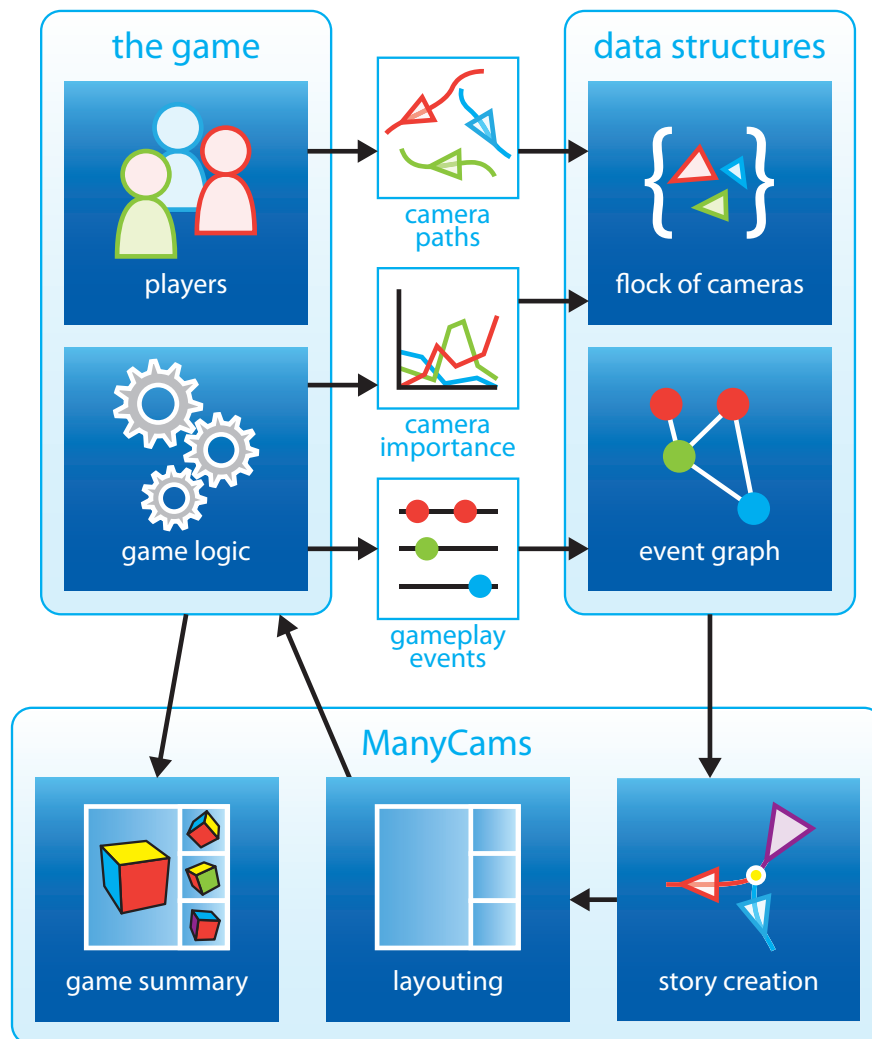 the game
data structures
players
camera
paths
flock of cameras
game logic
camera
importance
event graph
gameplay
events
ManyCams
game summary
layouting
story creation